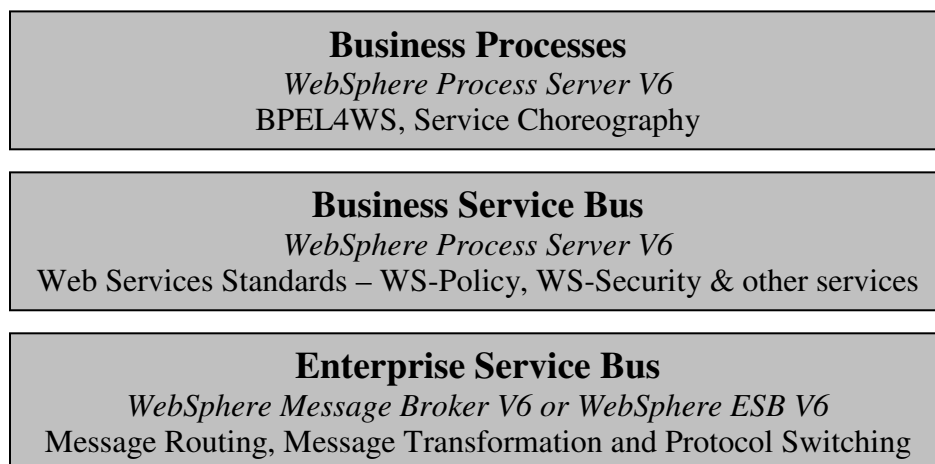 Business Processes
WebSphere Process Server V6
BPEL4WS, Service Choreography
Business Service Bus
WebSphere Process Server V6
Web Services Standards – WS-Policy, WS-Security & other services
Enterprise Service Bus
WebSphere Message Broker V6 or WebSphere ESB V6
Message Routing, Message Transformation and Protocol Switching